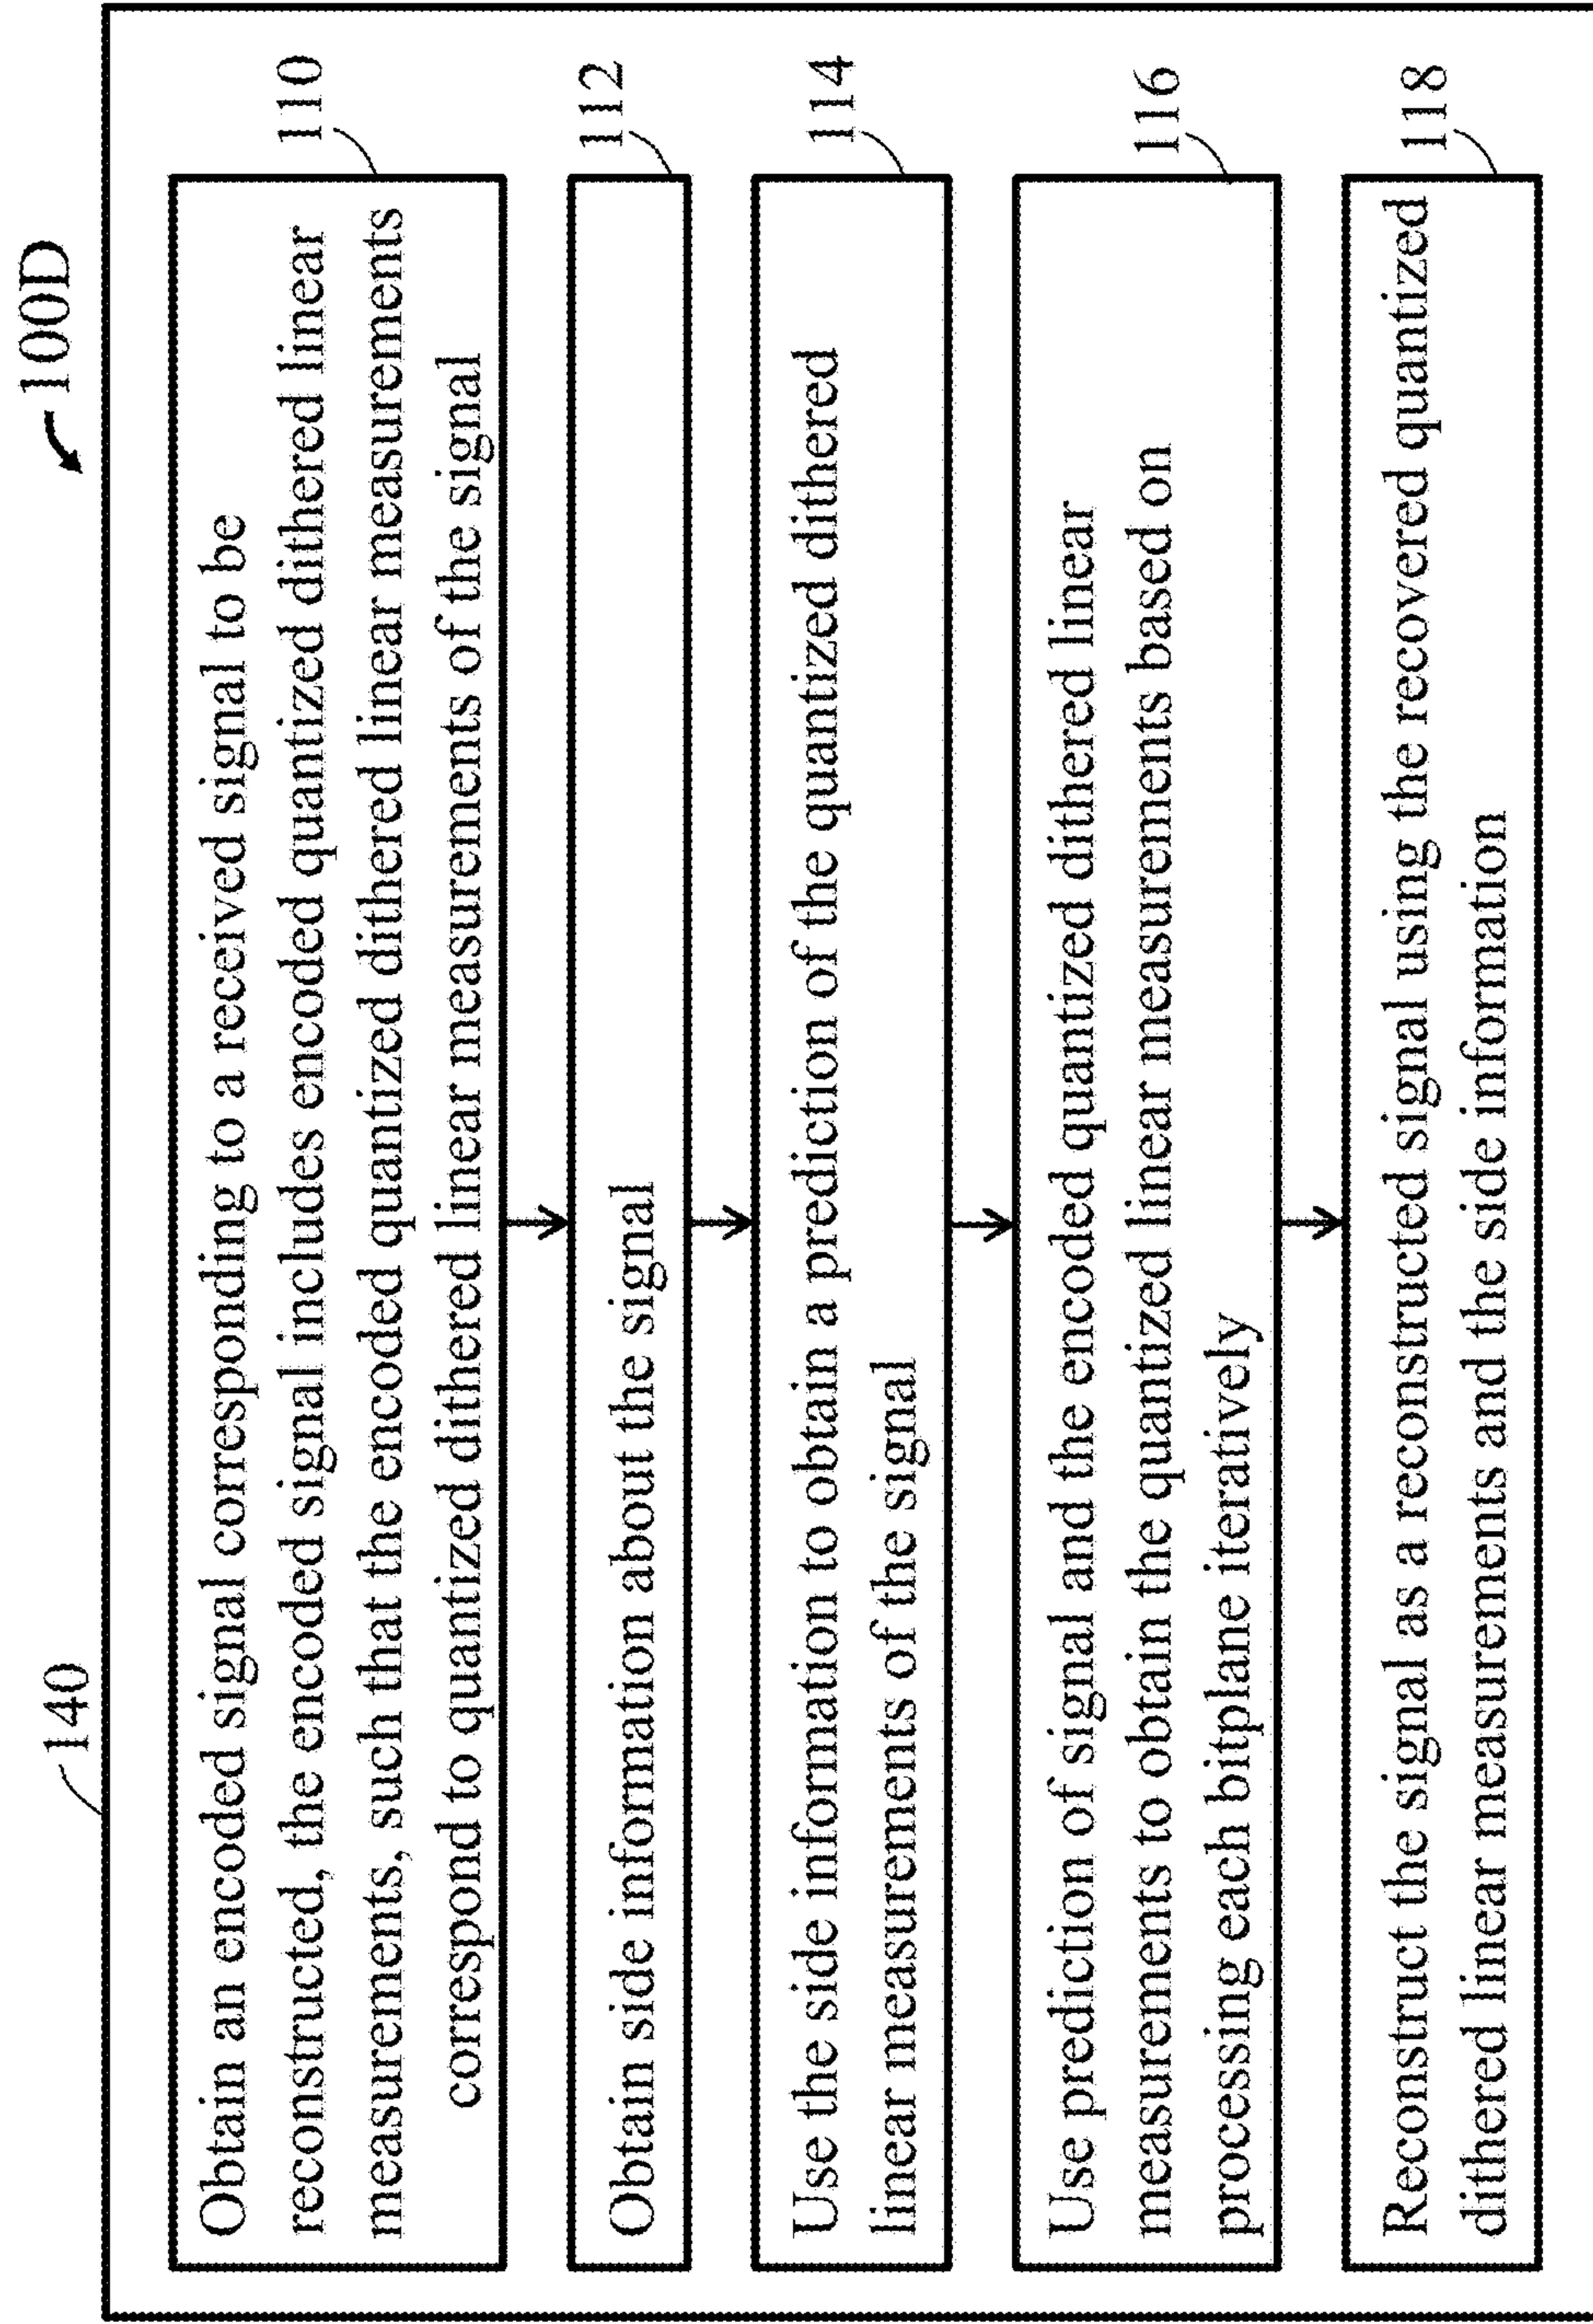 100D
140
Obtain an encoded signal corresponding to a received signal to be
reconstructed, the encoded signal includes encoded quantized dithered linear
measurements, such that the encoded quantized dithered linear measurements
correspond to quantized dithered linear measurements of the signal
110
Obtain side information about the signal
112
Use the side information to obtain a prediction of the quantized dithered
linear measurements of the signal
114
Use prediction of signal and the encoded quantized dithered linear
measurements to obtain the quantized linear measurements based on
processing each bitplane iteratively
116
Reconstruct the signal as a reconstructed signal using the recovered quantized
dithered linear measurements and the side information
118